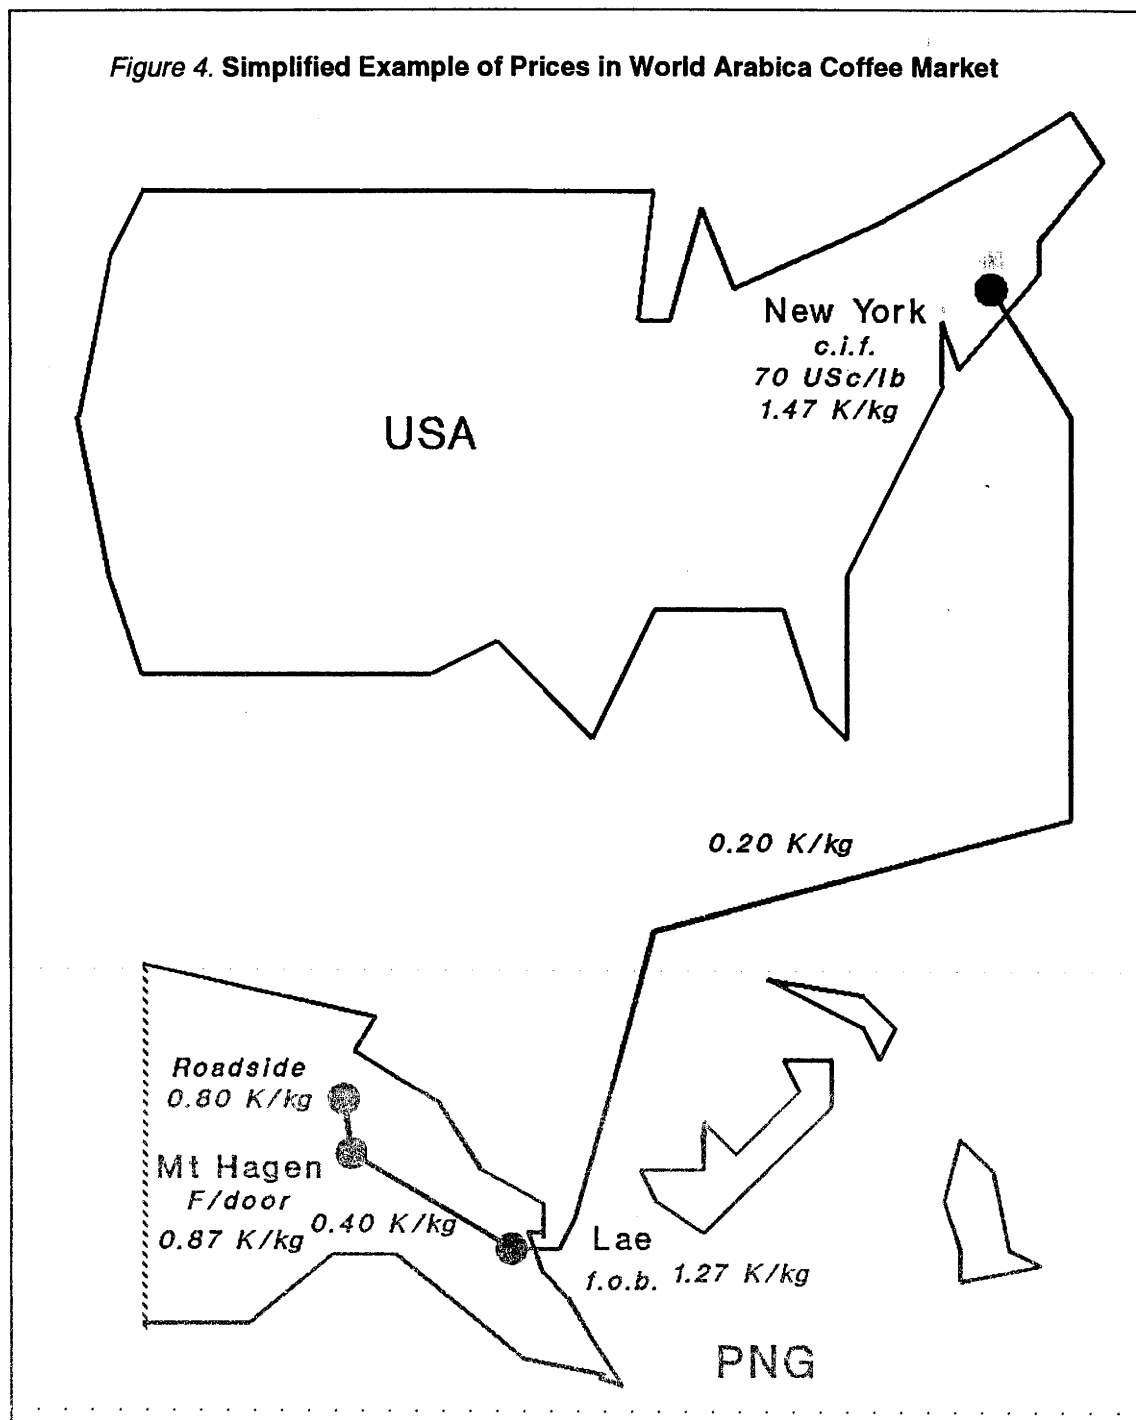 Figure 4. Simplified Example of Prices in World Arabica Coffee Market
New York
c.i.f.
70 USc/lb
1.47 K/kg
USA
0.20 K/kg
Roadside
0.80 K/kg
Mt Hagen
F/door
0.87 K/kg
0.40 K/kg
Lae
f.o.b. 1.27 K/kg
PNG